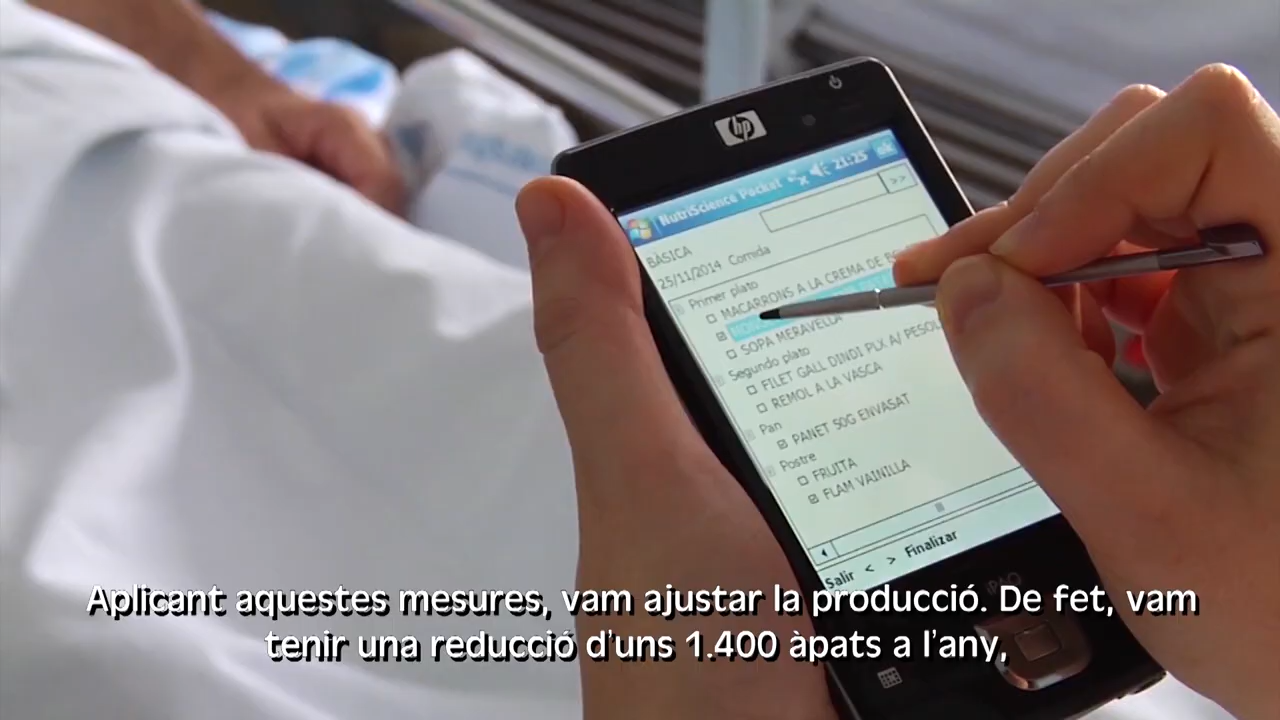 hp
NutriScience Pocket 21:25 ok
>>
BÀSICA
25/11/2014 Comida
Primer plato
MACARRONS A LA CREMA DE
SOPA MERAVELLA
Segundo plato
FILET GALL DINDI PLX A/ PESOL
REMOL A LA VASCA
Pan
PANET 50G ENVASAT
Postre
FRUITA
FLAM VAINILLA
Salir < > Finalizar
iPAQ
Aplicant aquestes mesures, vam ajustar la producció. De fet, vam
tenir una reducció d'uns 1.400 àpats a l'any,